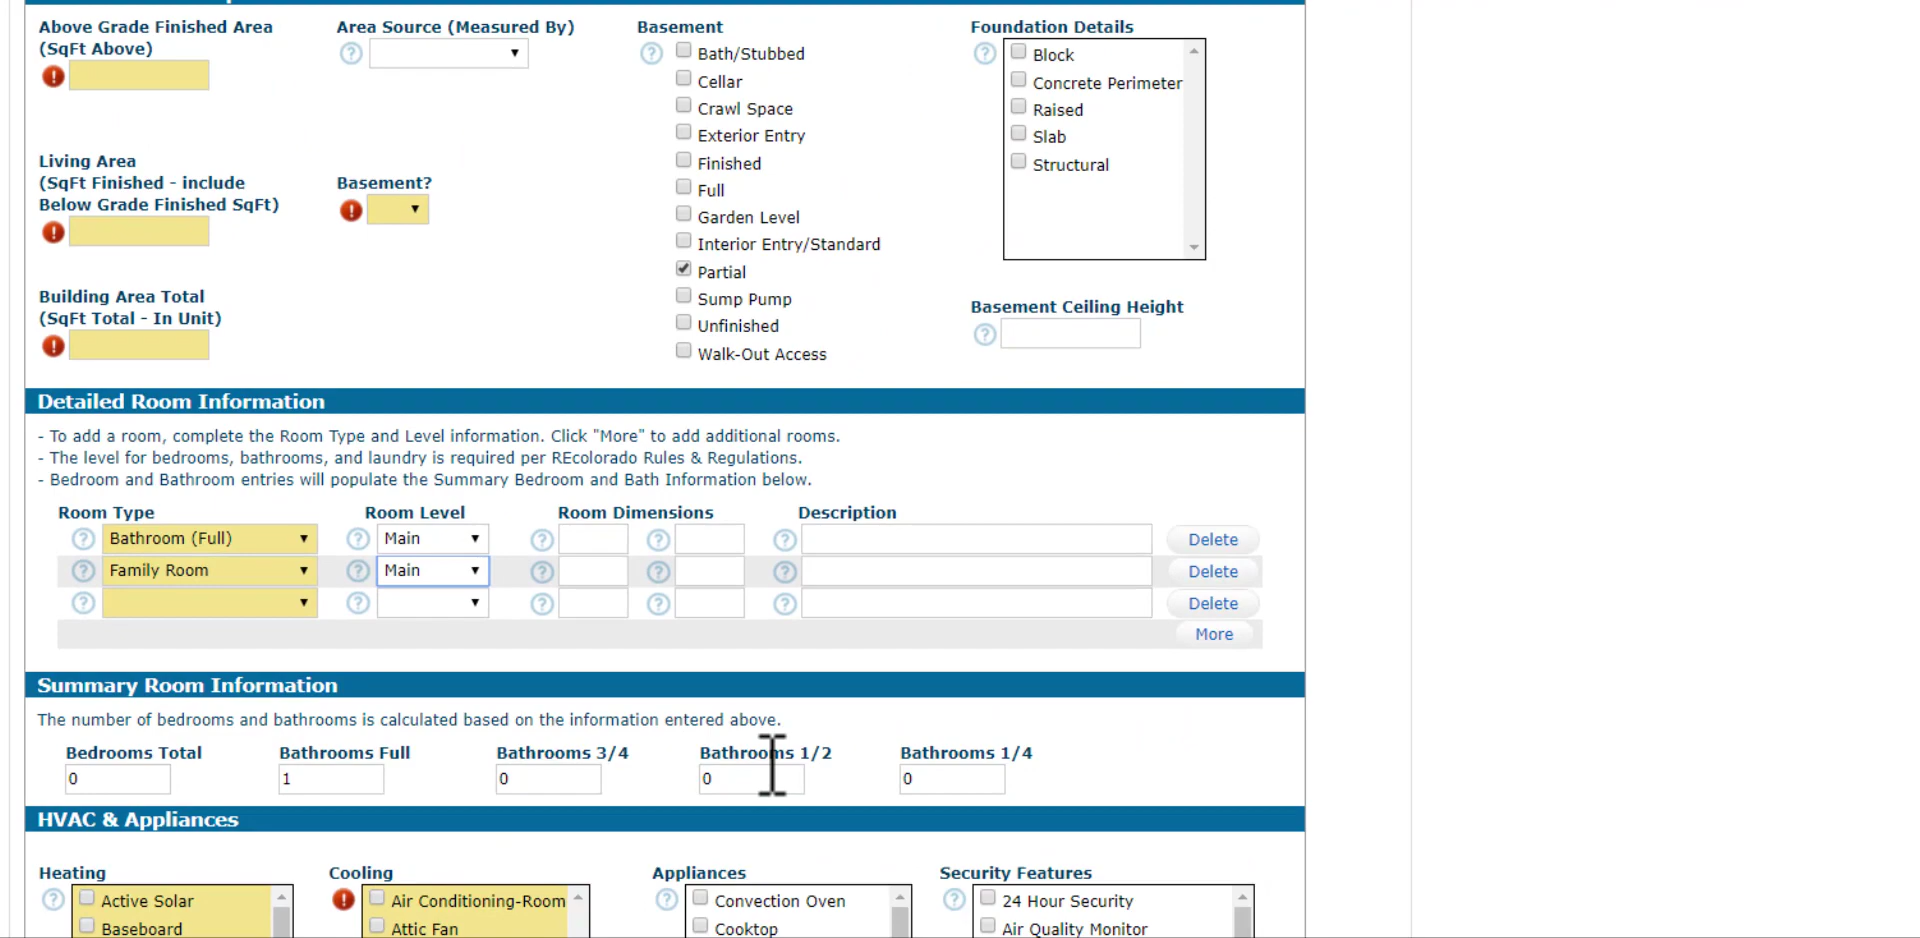 Above Grade Finished Area
(SqFt Above)
Area Source (Measured By)
Basement
Bath/Stubbed
Cellar
Crawl Space
Exterior Entry
Finished
Full
Garden Level
Interior Entry/Standard
Partial
Sump Pump
Unfinished
Walk-Out Access
Foundation Details
Block
Concrete Perimeter
Raised
Slab
Structural
Living Area
(SqFt Finished - include
Below Grade Finished SqFt)
Basement?
Building Area Total
(SqFt Total - In Unit)
Basement Ceiling Height
Detailed Room Information
- To add a room, complete the Room Type and Level information. Click "More" to add additional rooms.
- The level for bedrooms, bathrooms, and laundry is required per REcolorado Rules & Regulations.
- Bedroom and Bathroom entries will populate the Summary Bedroom and Bath Information below.
Room Type Room Level Room Dimensions Description
Bathroom (Full) Main Delete
Family Room Main Delete
Delete
More
Summary Room Information
The number of bedrooms and bathrooms is calculated based on the information entered above.
Bedrooms Total Bathrooms Full Bathrooms 3/4 Bathrooms 1/2 Bathrooms 1/4
0 1 0 0 0
HVAC & Appliances
Heating Cooling Appliances Security Features
Active Solar Air Conditioning-Room Convection Oven 24 Hour Security
Baseboard Attic Fan Cooktop Air Quality Monitor